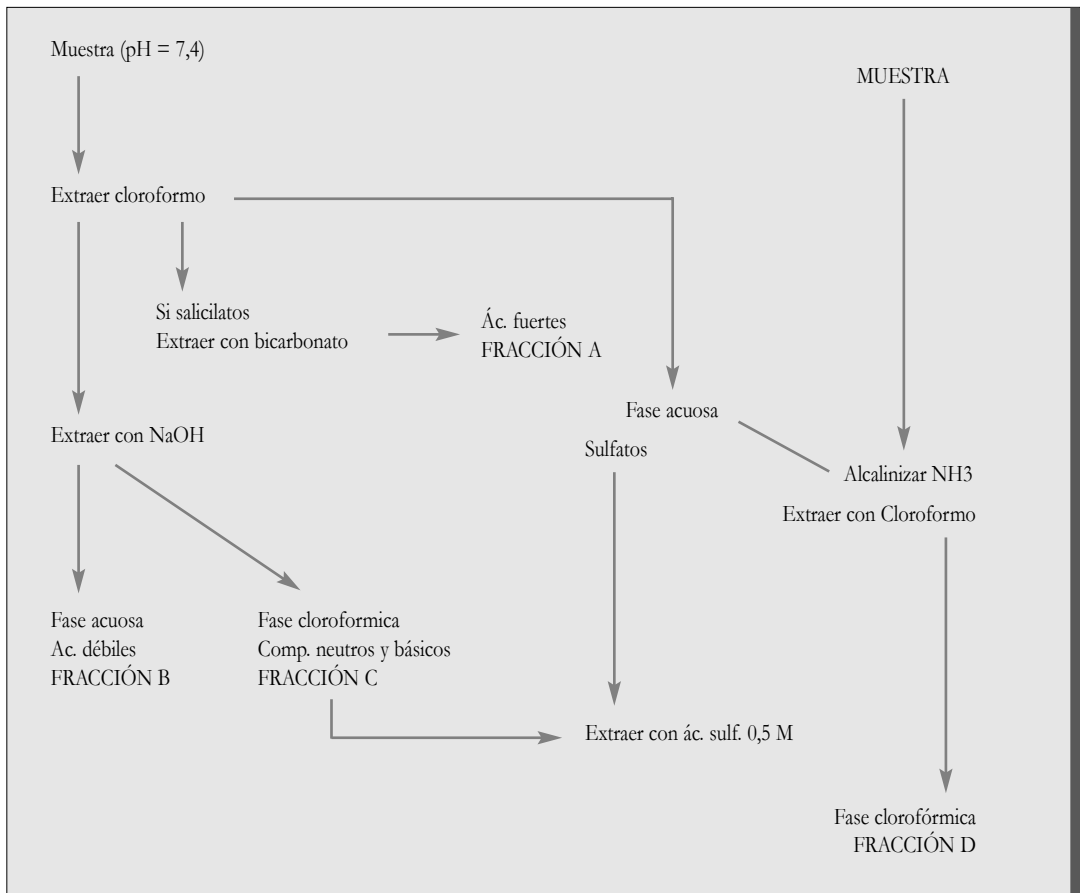 Muestra (pH = 7,4)
MUESTRA
Extraer cloroformo
Si salicilatos
Extraer con bicarbonato
Ác. fuertes
FRACCIÓN A
Fase acuosa
Extraer con NaOH
Sulfatos
Alcalinizar NH3
Extraer con Cloroformo
Fase acuosa
Ac. débiles
FRACCIÓN B
Fase cloroformica
Comp. neutros y básicos
FRACCIÓN C
Extraer con ác. sulf. 0,5 M
Fase clorofórmica
FRACCIÓN D